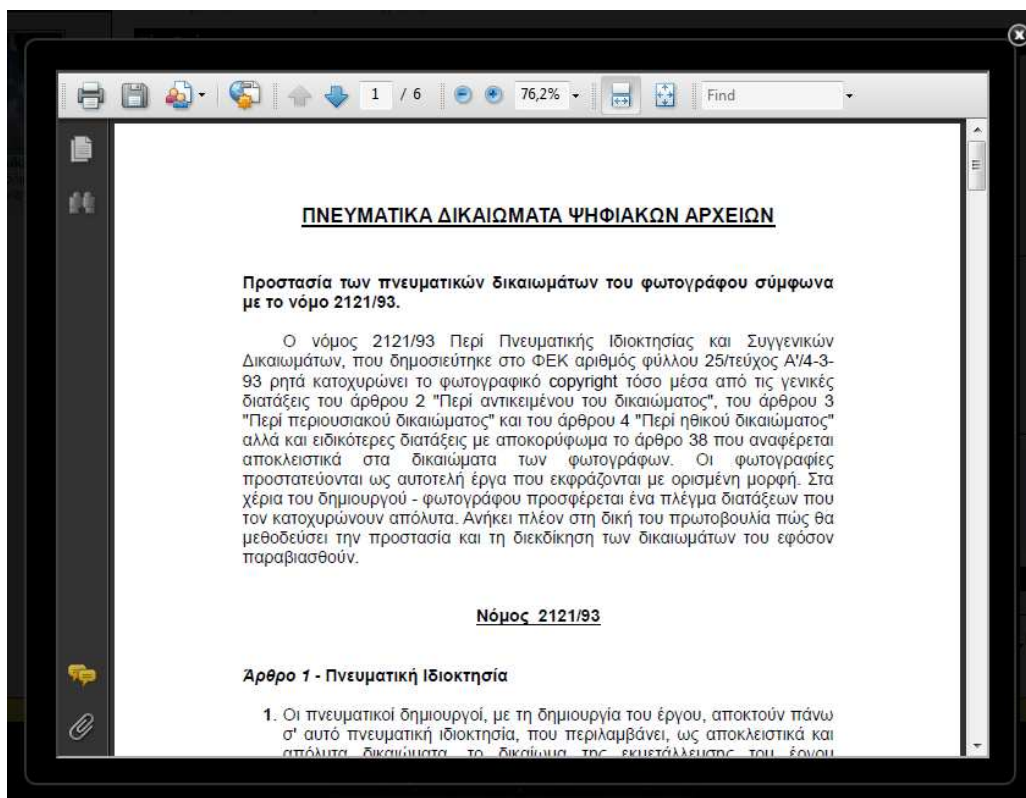 1 / 6 76,2% Find
ΠΝΕΥΜΑΤΙΚΑ ΔΙΚΑΙΩΜΑΤΑ ΨΗΦΙΑΚΩΝ ΑΡΧΕΙΩΝ
Προστασία των πνευματικών δικαιωμάτων του φωτογράφου σύμφωνα
με το νόμο 2121/93.
Ο νόμος 2121/93 Περί Πνευματικής Ιδιοκτησίας και Συγγενικών
Δικαιωμάτων, που δημοσιεύτηκε στο ΦΕΚ αριθμός φύλλου 25/τεύχος Α'/4-3-
93 ρητά κατοχυρώνει το φωτογραφικό copyright τόσο μέσα από τις γενικές
διατάξεις του άρθρου 2 "Περί αντικειμένου του δικαιώματος", του άρθρου 3
"Περί περιουσιακού δικαιώματος" και του άρθρου 4 "Περί ηθικού δικαιώματος"
αλλά και ειδικότερες διατάξεις με αποκορύφωμα το άρθρο 38 που αναφέρεται
αποκλειστικά στα δικαιώματα των φωτογράφων. Οι φωτογραφίες
προστατεύονται ως αυτοτελή έργα που εκφράζονται με ορισμένη μορφή. Στα
χέρια του δημιουργού - φωτογράφου προσφέρεται ένα πλέγμα διατάξεων που
τον κατοχυρώνουν απόλυτα. Ανήκει πλέον στη δική του πρωτοβουλία πώς θα
μεθοδεύσει την προστασία και τη διεκδίκηση των δικαιωμάτων του εφόσον
παραβιασθούν.
Νόμος 2121/93
Άρθρο 1 - Πνευματική Ιδιοκτησία
1. Οι πνευματικοί δημιουργοί, με τη δημιουργία του έργου, αποκτούν πάνω
σ' αυτό πνευματική ιδιοκτησία, που περιλαμβάνει, ως αποκλειστικά και
απόλυτα δικαιώματα, το δικαίωμα της εκμετάλλευσης του έργου